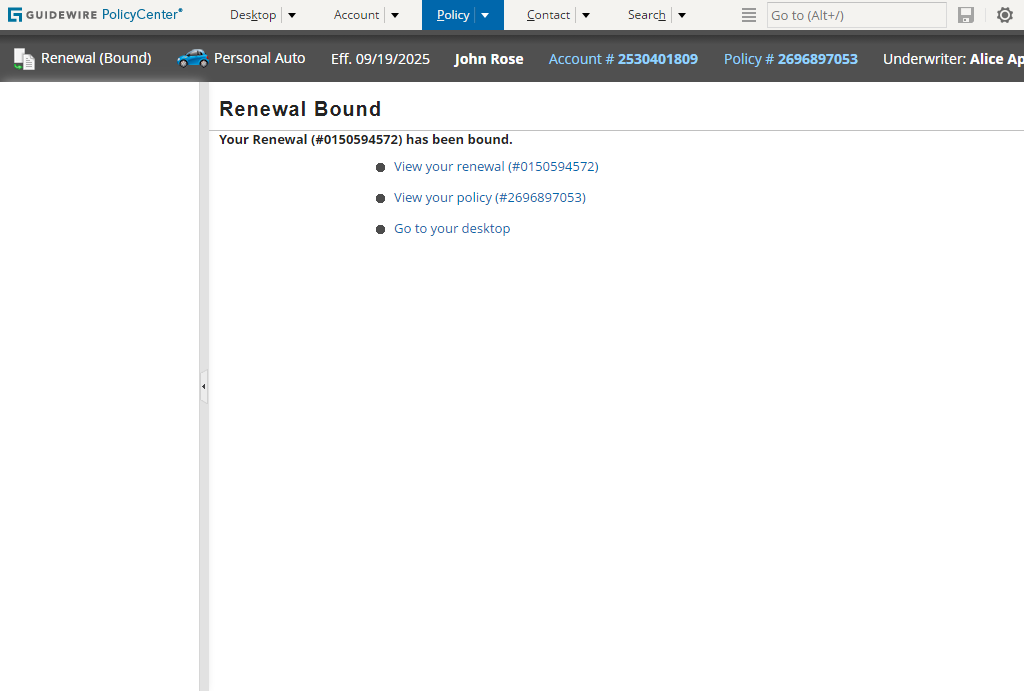 GUIDEWIRE PolicyCenter® Desktop Account Policy Contact Search Go to (Alt+/)
Renewal (Bound) Personal Auto Eff. 09/19/2025 John Rose Account # 2530401809 Policy # 2696897053 Underwriter: Alice Ap
Renewal Bound
Your Renewal (#0150594572) has been bound.
View your renewal (#0150594572)
View your policy (#2696897053)
Go to your desktop